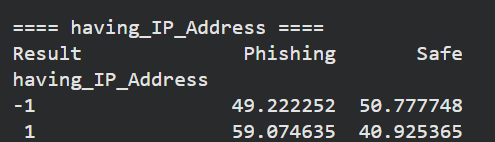 ==== having_IP_Address ====
Result Phishing Safe
having_IP_Address
-1 49.222252 50.777748
1 59.074635 40.925365